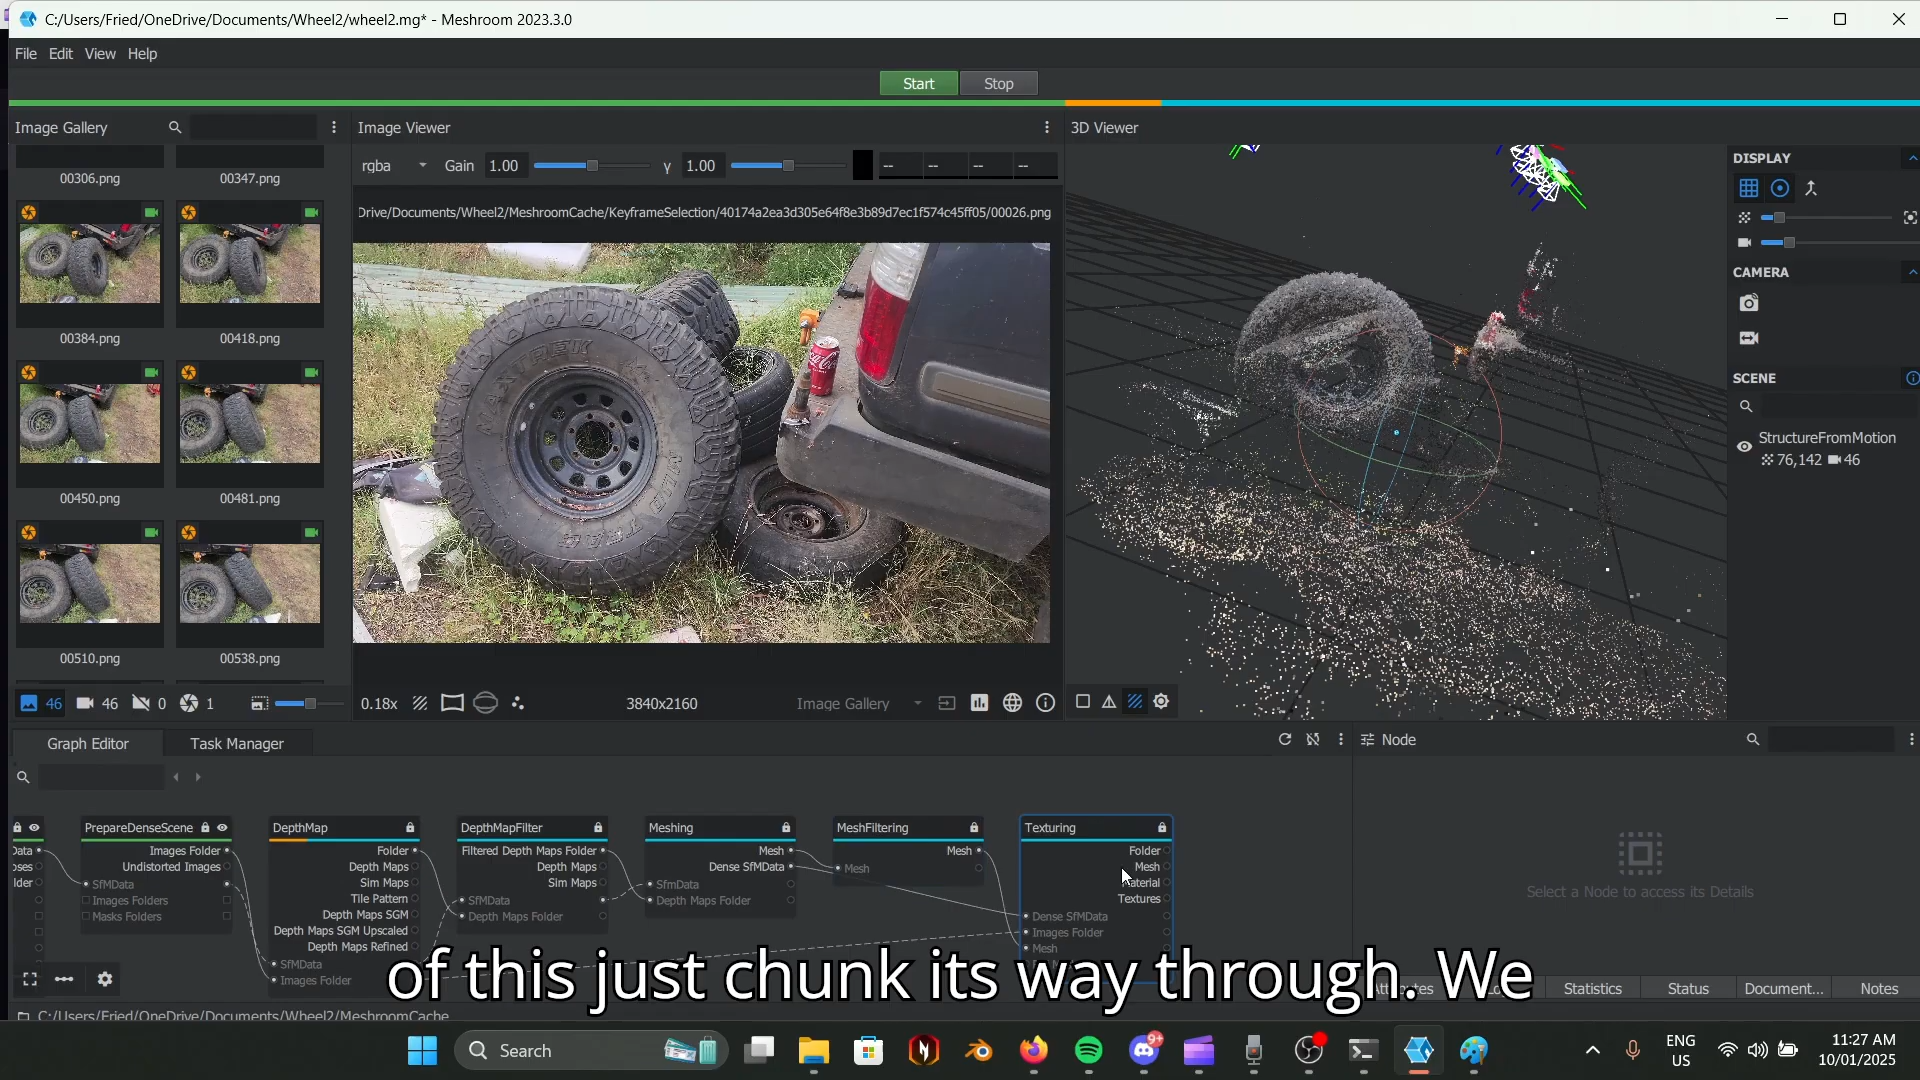 C:/Users/Fried/OneDrive/Documents/Wheel2/wheel2.mg* - Meshroom 2023.3.0
File Edit View Help
Start Stop
Image Gallery
Image Viewer
3D Viewer
rgba Gain 1.00 γ 1.00 -- -- -- --
DISPLAY
00306.png 00347.png
Drive/Documents/Wheel2/MeshroomCache/KeyframeSelection/40174a2ea3d305e64f8e3b89d7ec1f574c45ff05/00026.png
CAMERA
00384.png 00418.png
SCENE
StructureFromMotion
76,142 46
00450.png 00481.png
00510.png 00538.png
46 46 0 1
0.18x 3840x2160 Image Gallery
Graph Editor Task Manager
Node
PrepareDenseScene
Images Folder
Undistorted Images
SfMData
Images Folders
Masks Folders
DepthMap
Folder
Depth Maps
Sim Maps
Tile Pattern
Depth Maps SGM
Depth Maps SGM Upscaled
Depth Maps Refined
SfMData
Images Folder
DepthMapFilter
Filtered Depth Maps Folder
Depth Maps
Sim Maps
SfMData
Depth Maps Folder
Meshing
Mesh
Dense SfMData
SfmData
Depth Maps Folder
MeshFiltering
Mesh
Mesh
Texturing
Folder
Mesh
Material
Textures
Dense SfMData
Images Folder
Mesh
Select a Node to access its Details
of this just chunk its way through. We
Statistics Status Document... Notes
C:/Users/Fried/OneDrive/Documents/Wheel2/MeshroomCache
Search
9+
ENG
US
11:27 AM
10/01/2025